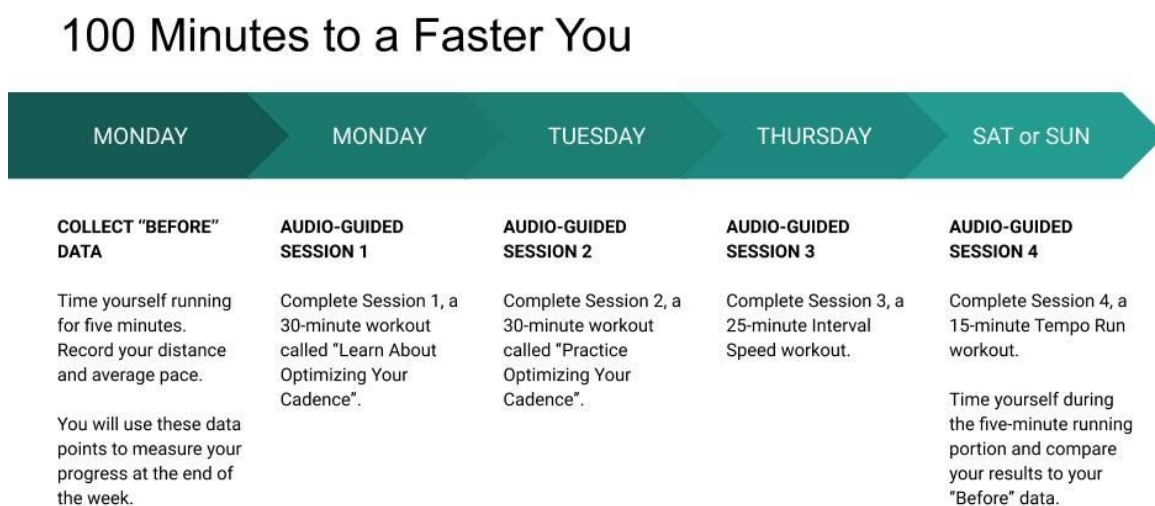 100 Minutes to a Faster You
MONDAY
MONDAY
TUESDAY
THURSDAY
SAT or SUN
COLLECT “BEFORE”
DATA
Time yourself running
for five minutes.
Record your distance
and average pace.
You will use these data
points to measure your
progress at the end of
the week.
AUDIO-GUIDED
SESSION 1
Complete Session 1, a
30-minute workout
called “Learn About
Optimizing Your
Cadence”.
AUDIO-GUIDED
SESSION 2
Complete Session 2, a
30-minute workout
called “Practice
Optimizing Your
Cadence”.
AUDIO-GUIDED
SESSION 3
Complete Session 3, a
25-minute Interval
Speed workout.
AUDIO-GUIDED
SESSION 4
Complete Session 4, a
15-minute Tempo Run
workout.
Time yourself during
the five-minute running
portion and compare
your results to your
“Before” data.